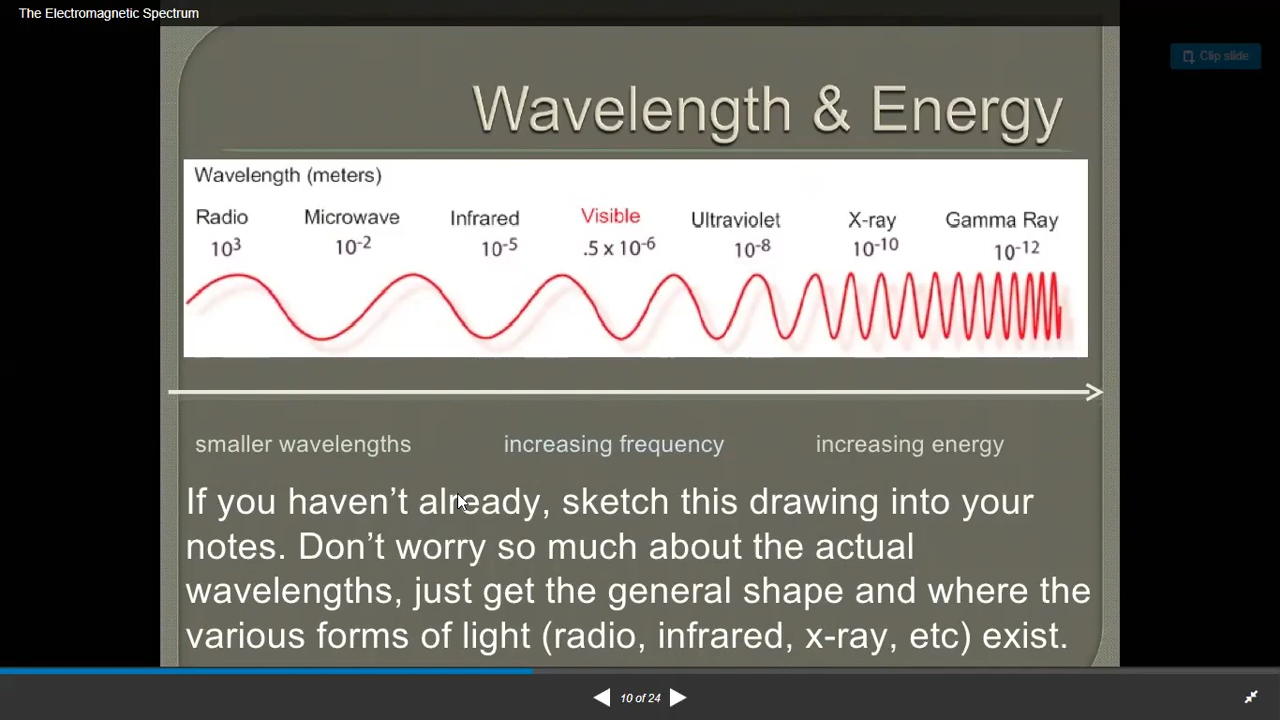 The Electromagnetic Spectrum
Clip slide
Wavelength & Energy
Wavelength (meters)
Radio Microwave Infrared Visible Ultraviolet X-ray Gamma Ray
10³ 10⁻² 10⁻⁵ .5 x 10⁻⁶ 10⁻⁸ 10⁻¹⁰ 10⁻¹²
smaller wavelengths increasing frequency increasing energy
If you haven’t already, sketch this drawing into your
notes. Don’t worry so much about the actual
wavelengths, just get the general shape and where the
various forms of light (radio, infrared, x-ray, etc) exist.
10 of 24